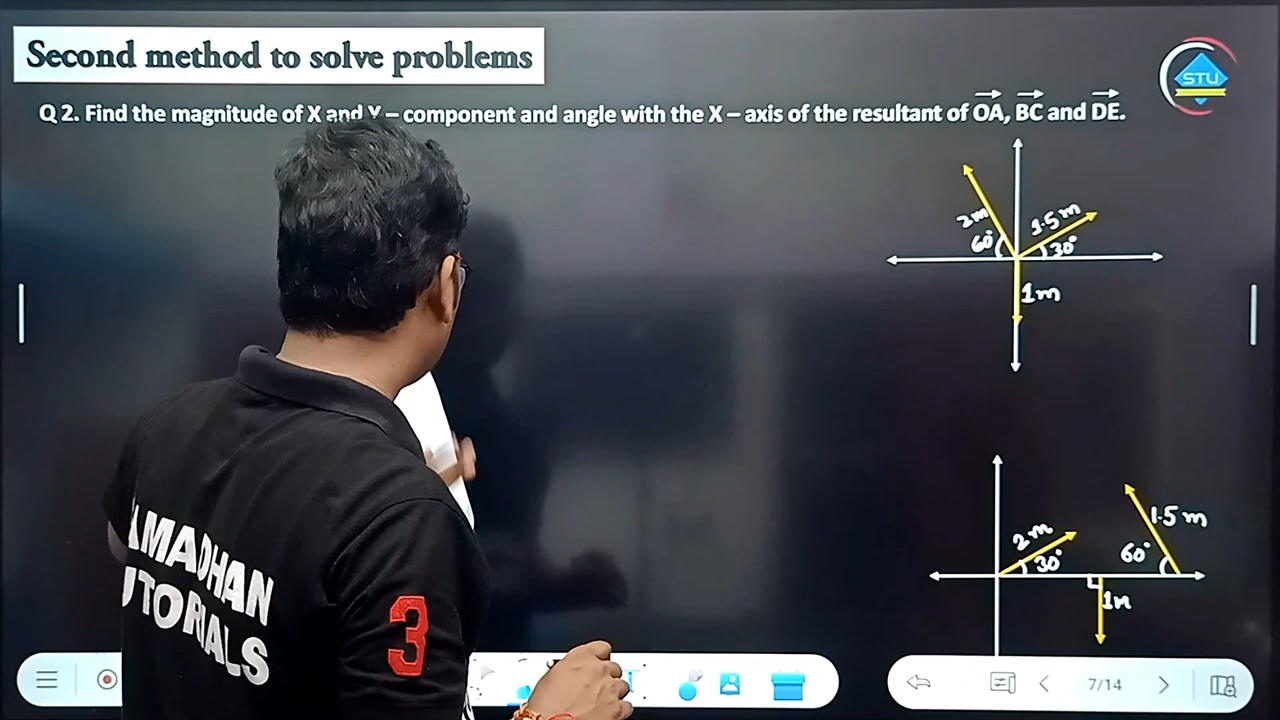 Second method to solve problems
STU
Q 2. Find the magnitude of X and Y – component and angle with the X – axis of the resultant of OA, BC and DE.
2m
1.5m
60°
30°
1m
2m
1.5 m
30°
60°
1m
AMADHAN
UTORIALS
3
7/14